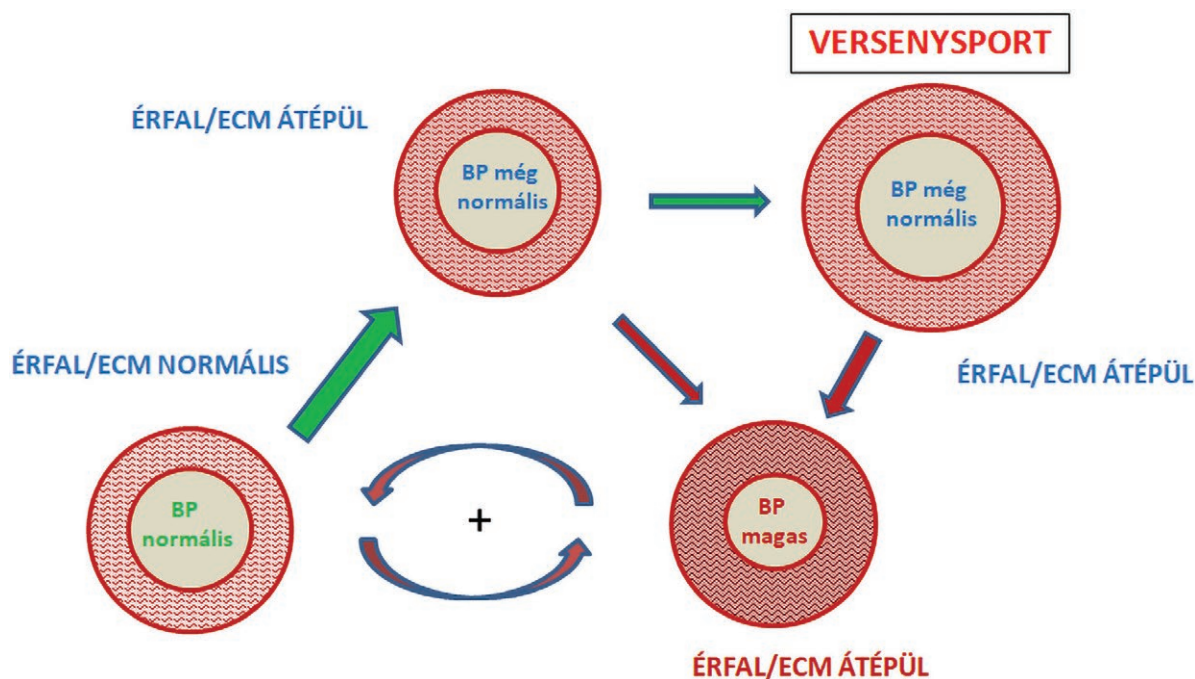 VERSENYSPORT
ÉRFAL/ECM ÁTÉPÜL
BP még
normális
BP még
normális
ÉRFAL/ECM NORMÁLIS
ÉRFAL/ECM ÁTÉPÜL
BP
normális
+
BP
magas
ÉRFAL/ECM ÁTÉPÜL